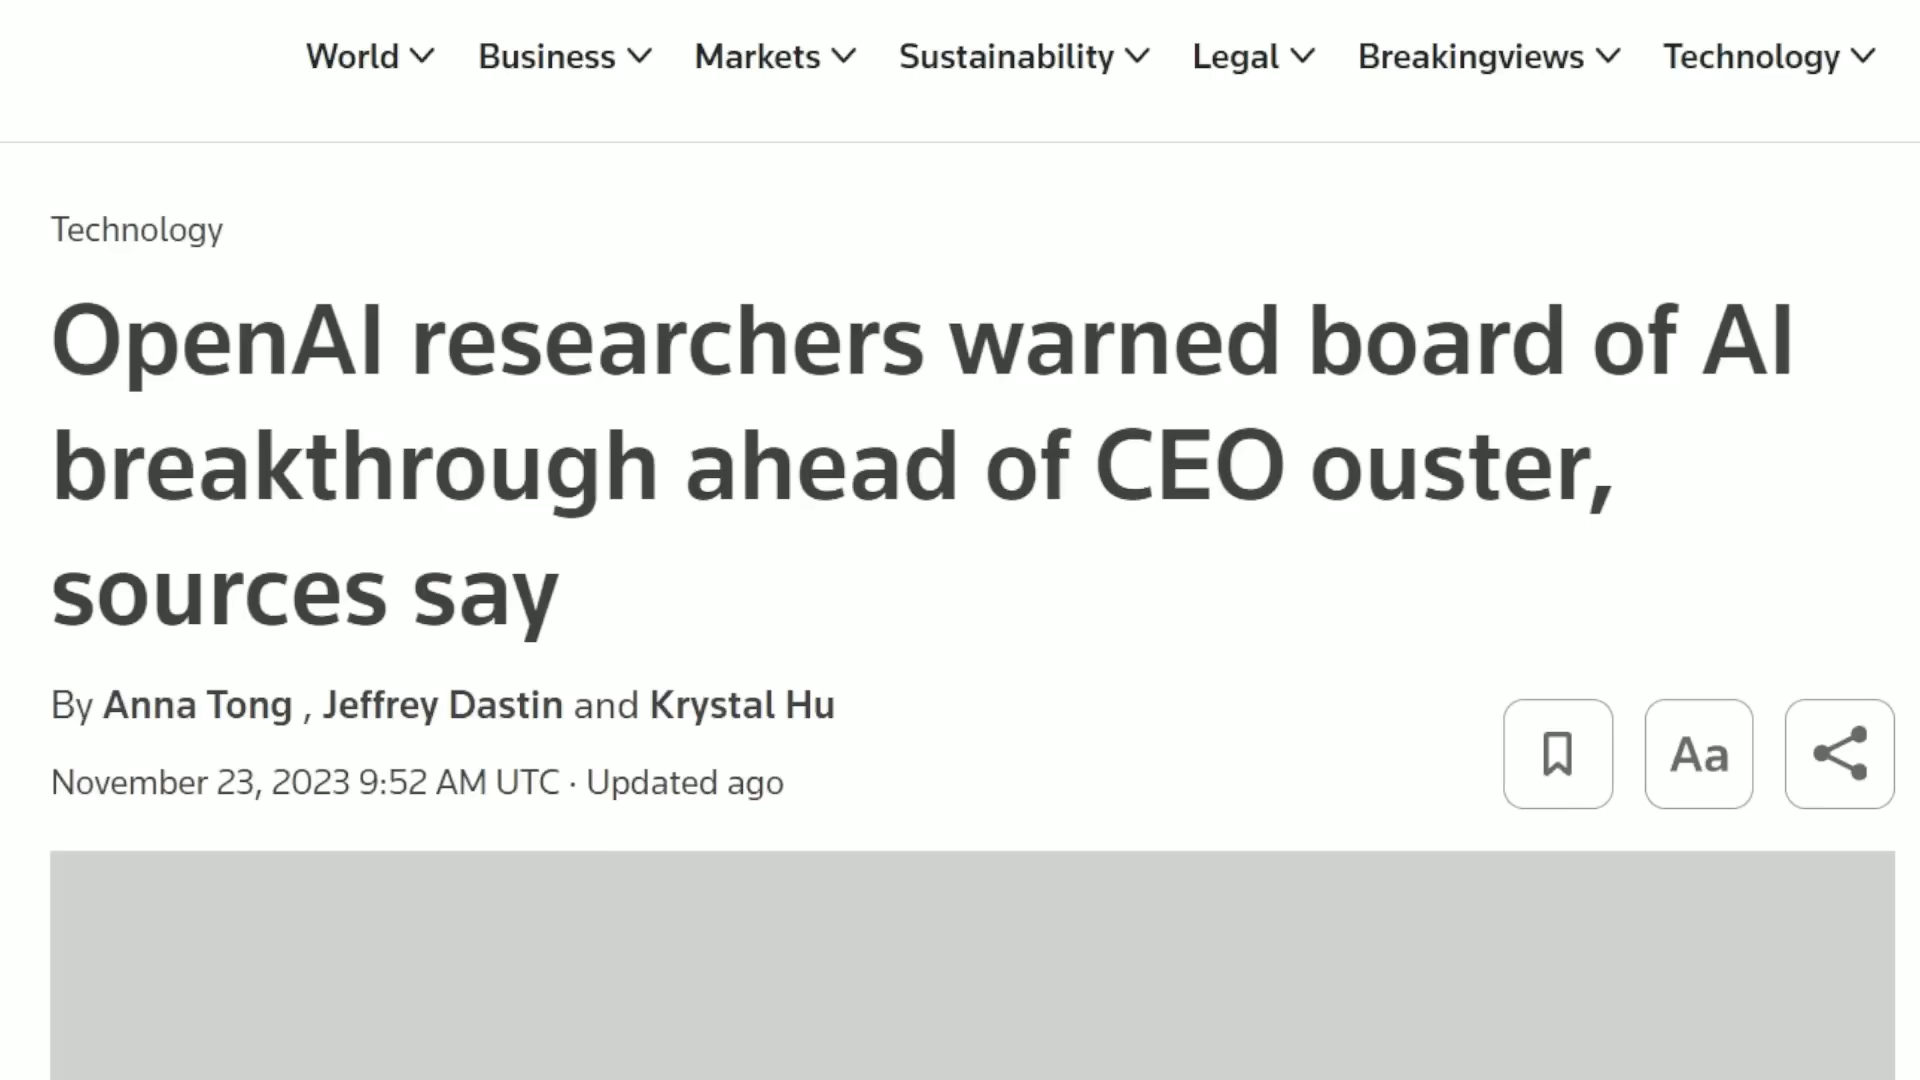 World Business Markets Sustainability Legal Breakingviews Technology
Technology
OpenAI researchers warned board of AI
breakthrough ahead of CEO ouster,
sources say
By Anna Tong , Jeffrey Dastin and Krystal Hu
Aa
November 23, 2023 9:52 AM UTC · Updated ago